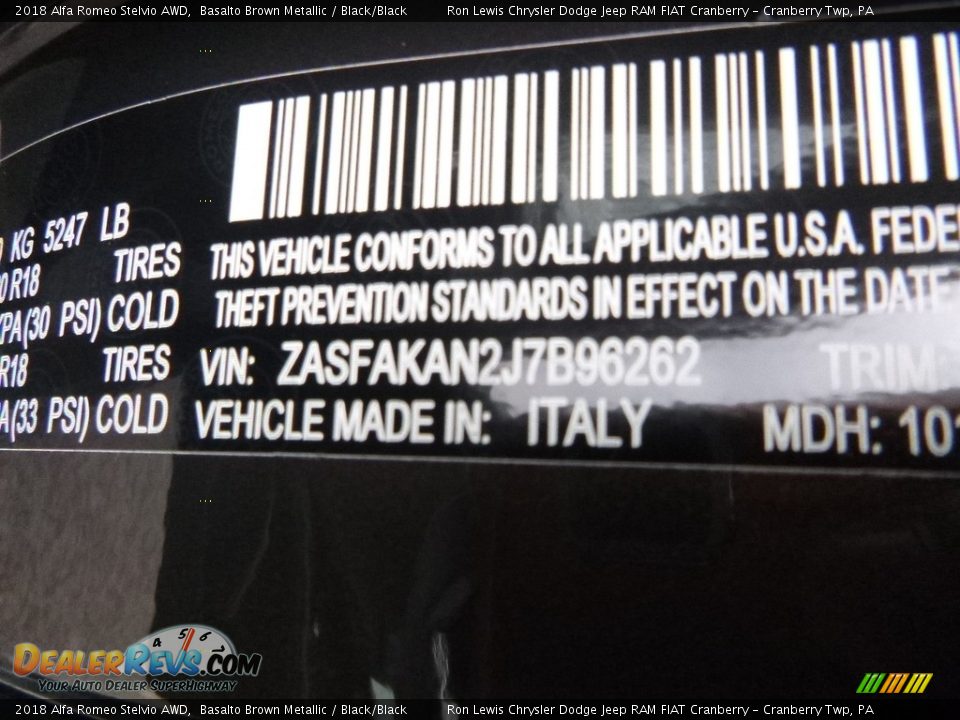 2018 Alfa Romeo Stelvio AWD, Basalto Brown Metallic / Black/Black Ron Lewis Chrysler Dodge Jeep RAM FIAT Cranberry - Cranberry Twp, PA
KG 5247 LB
R18 TIRES
(30 PSI) COLD
R18 TIRES
(33 PSI) COLD
THIS VEHICLE CONFORMS TO ALL APPLICABLE U.S.A.
THEFT PREVENTION STANDARDS IN EFFECT ON THE DATE
VIN: ZASFAKAN2J7B96262 TRIM:
VEHICLE MADE IN: ITALY MDH: 101
4 5 6
DEALERREVS.COM
YOUR AUTO DEALER SUPERHIGHWAY
2018 Alfa Romeo Stelvio AWD, Basalto Brown Metallic / Black/Black Ron Lewis Chrysler Dodge Jeep RAM FIAT Cranberry - Cranberry Twp, PA